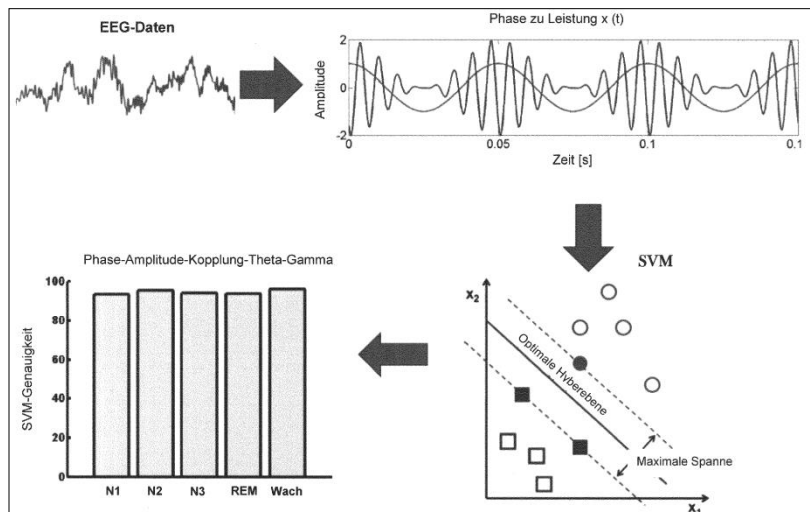 EEG-Daten
Phase zu Leistung x (t)
Amplitude
2
0
-2
0
0.05
0.1
0.1
Zeit [s]
SVM
X₂
Optimale Hyberebene
Maximale Spanne
X₁
Phase-Amplitude-Kopplung-Theta-Gamma
SVM-Genauigkeit
100
80
60
40
20
0
N1 N2 N3 REM Wach